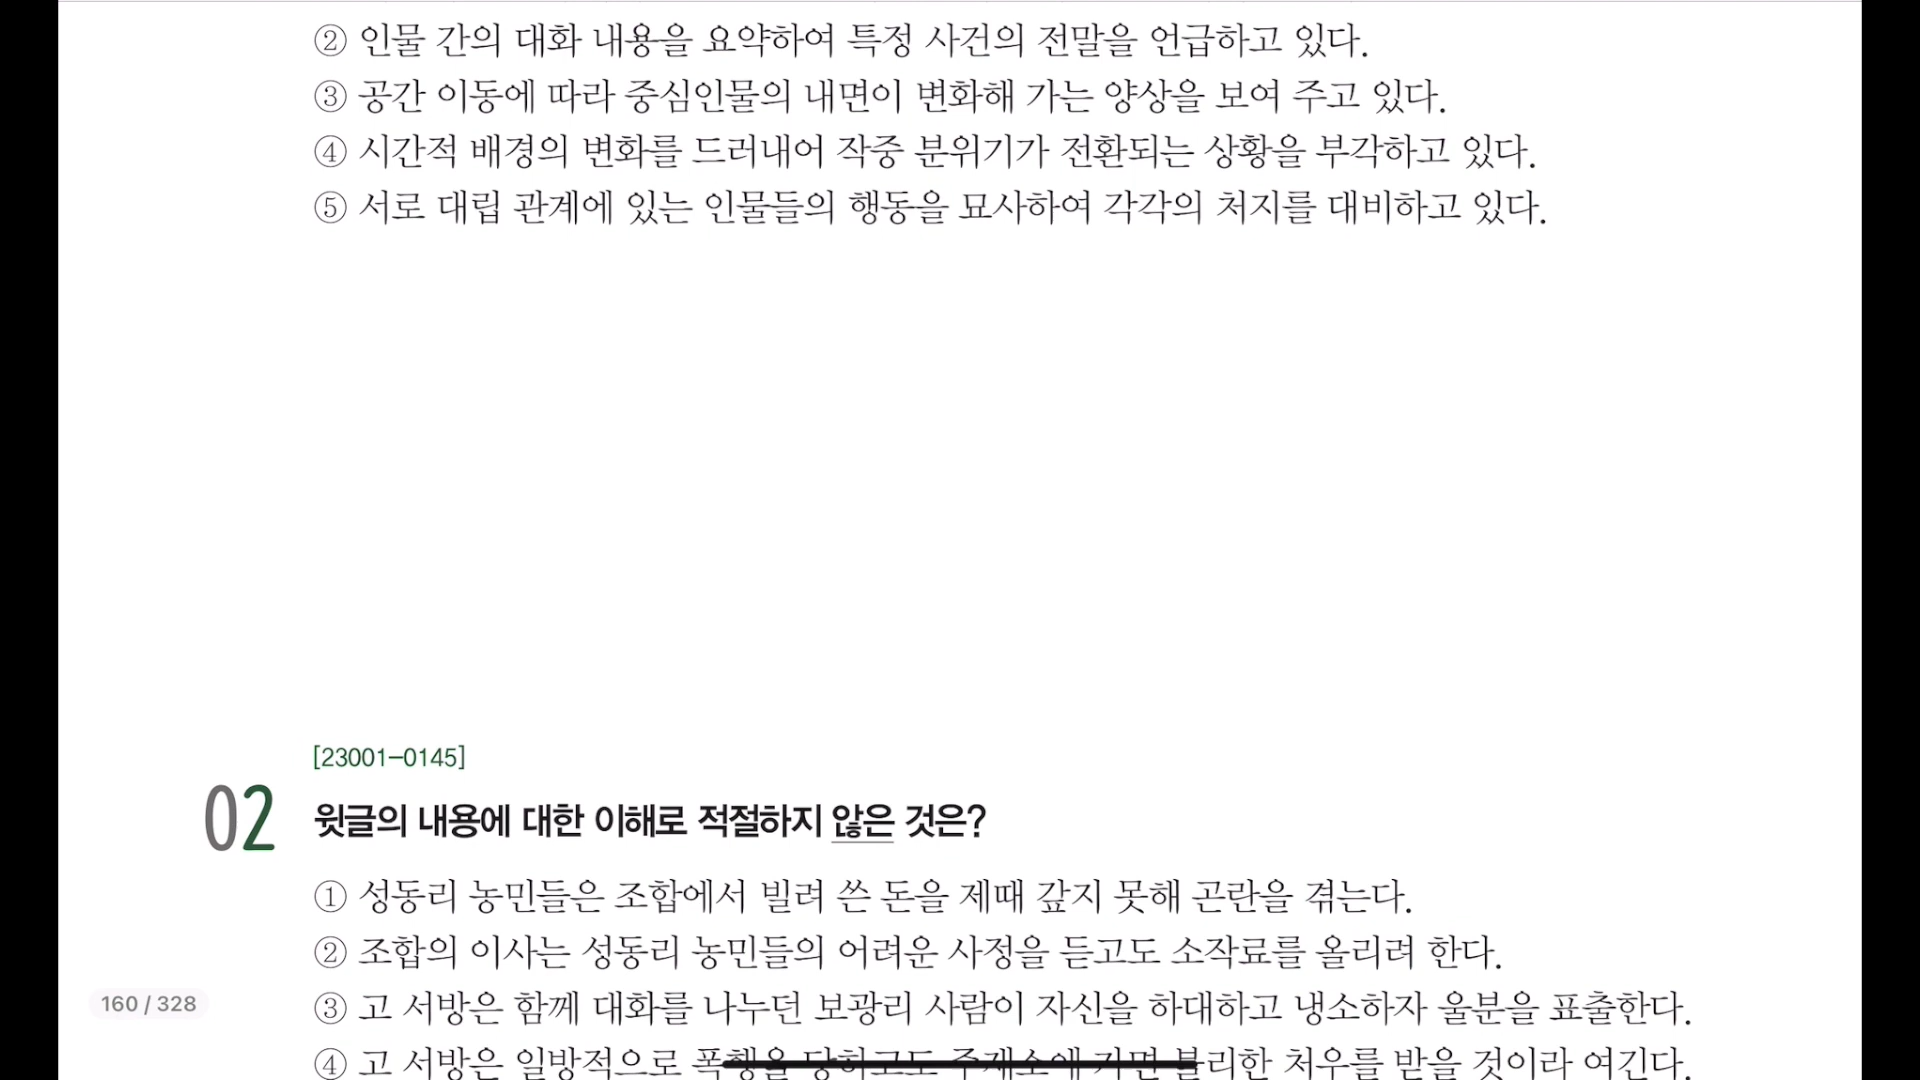 ② 인물 간의 대화 내용을 요약하여 특정 사건의 전말을 언급하고 있다.
③ 공간 이동에 따라 중심인물의 내면이 변화해 가는 양상을 보여 주고 있다.
④ 시간적 배경의 변화를 드러내어 작중 분위기가 전환되는 상황을 부각하고 있다.
⑤ 서로 대립 관계에 있는 인물들의 행동을 묘사하여 각각의 처지를 대비하고 있다.
[23001-0145]
02 윗글의 내용에 대한 이해로 적절하지 않은 것은?
① 성동리 농민들은 조합에서 빌려 쓴 돈을 제때 갚지 못해 곤란을 겪는다.
② 조합의 이사는 성동리 농민들의 어려운 사정을 듣고도 소작료를 올리려 한다.
③ 고 서방은 함께 대화를 나누던 보광리 사람이 자신을 하대하고 냉소하자 울분을 표출한다.
④ 고 서방은 일방적으로 폭행을 당하고도 주재소에 가면 불리한 처우를 받을 것이라 여긴다.
160 / 328